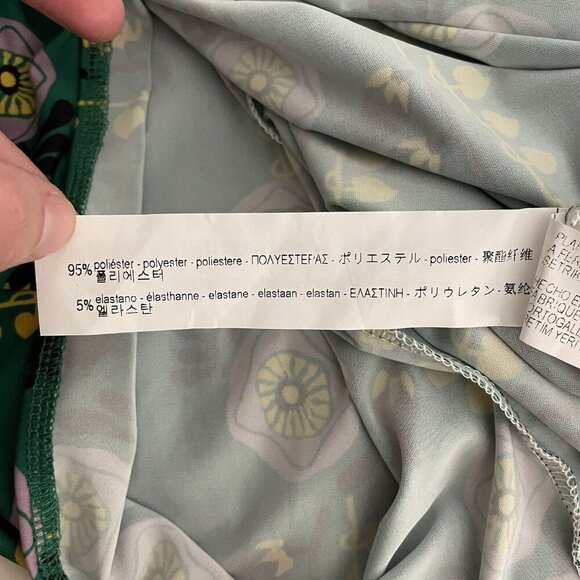 95% poliéster - polyester - poliestere - ΠΟΛΥΕΣΤΕΡΑΣ - ポリエステル - poliester - 聚酯纤维
폴리에스터
5% elastano - élasthanne - elastane - elastaan - elastan - ΕΛΑΣΤΙΝΗ - ポリウレタン - 氨纶
엘라스탄